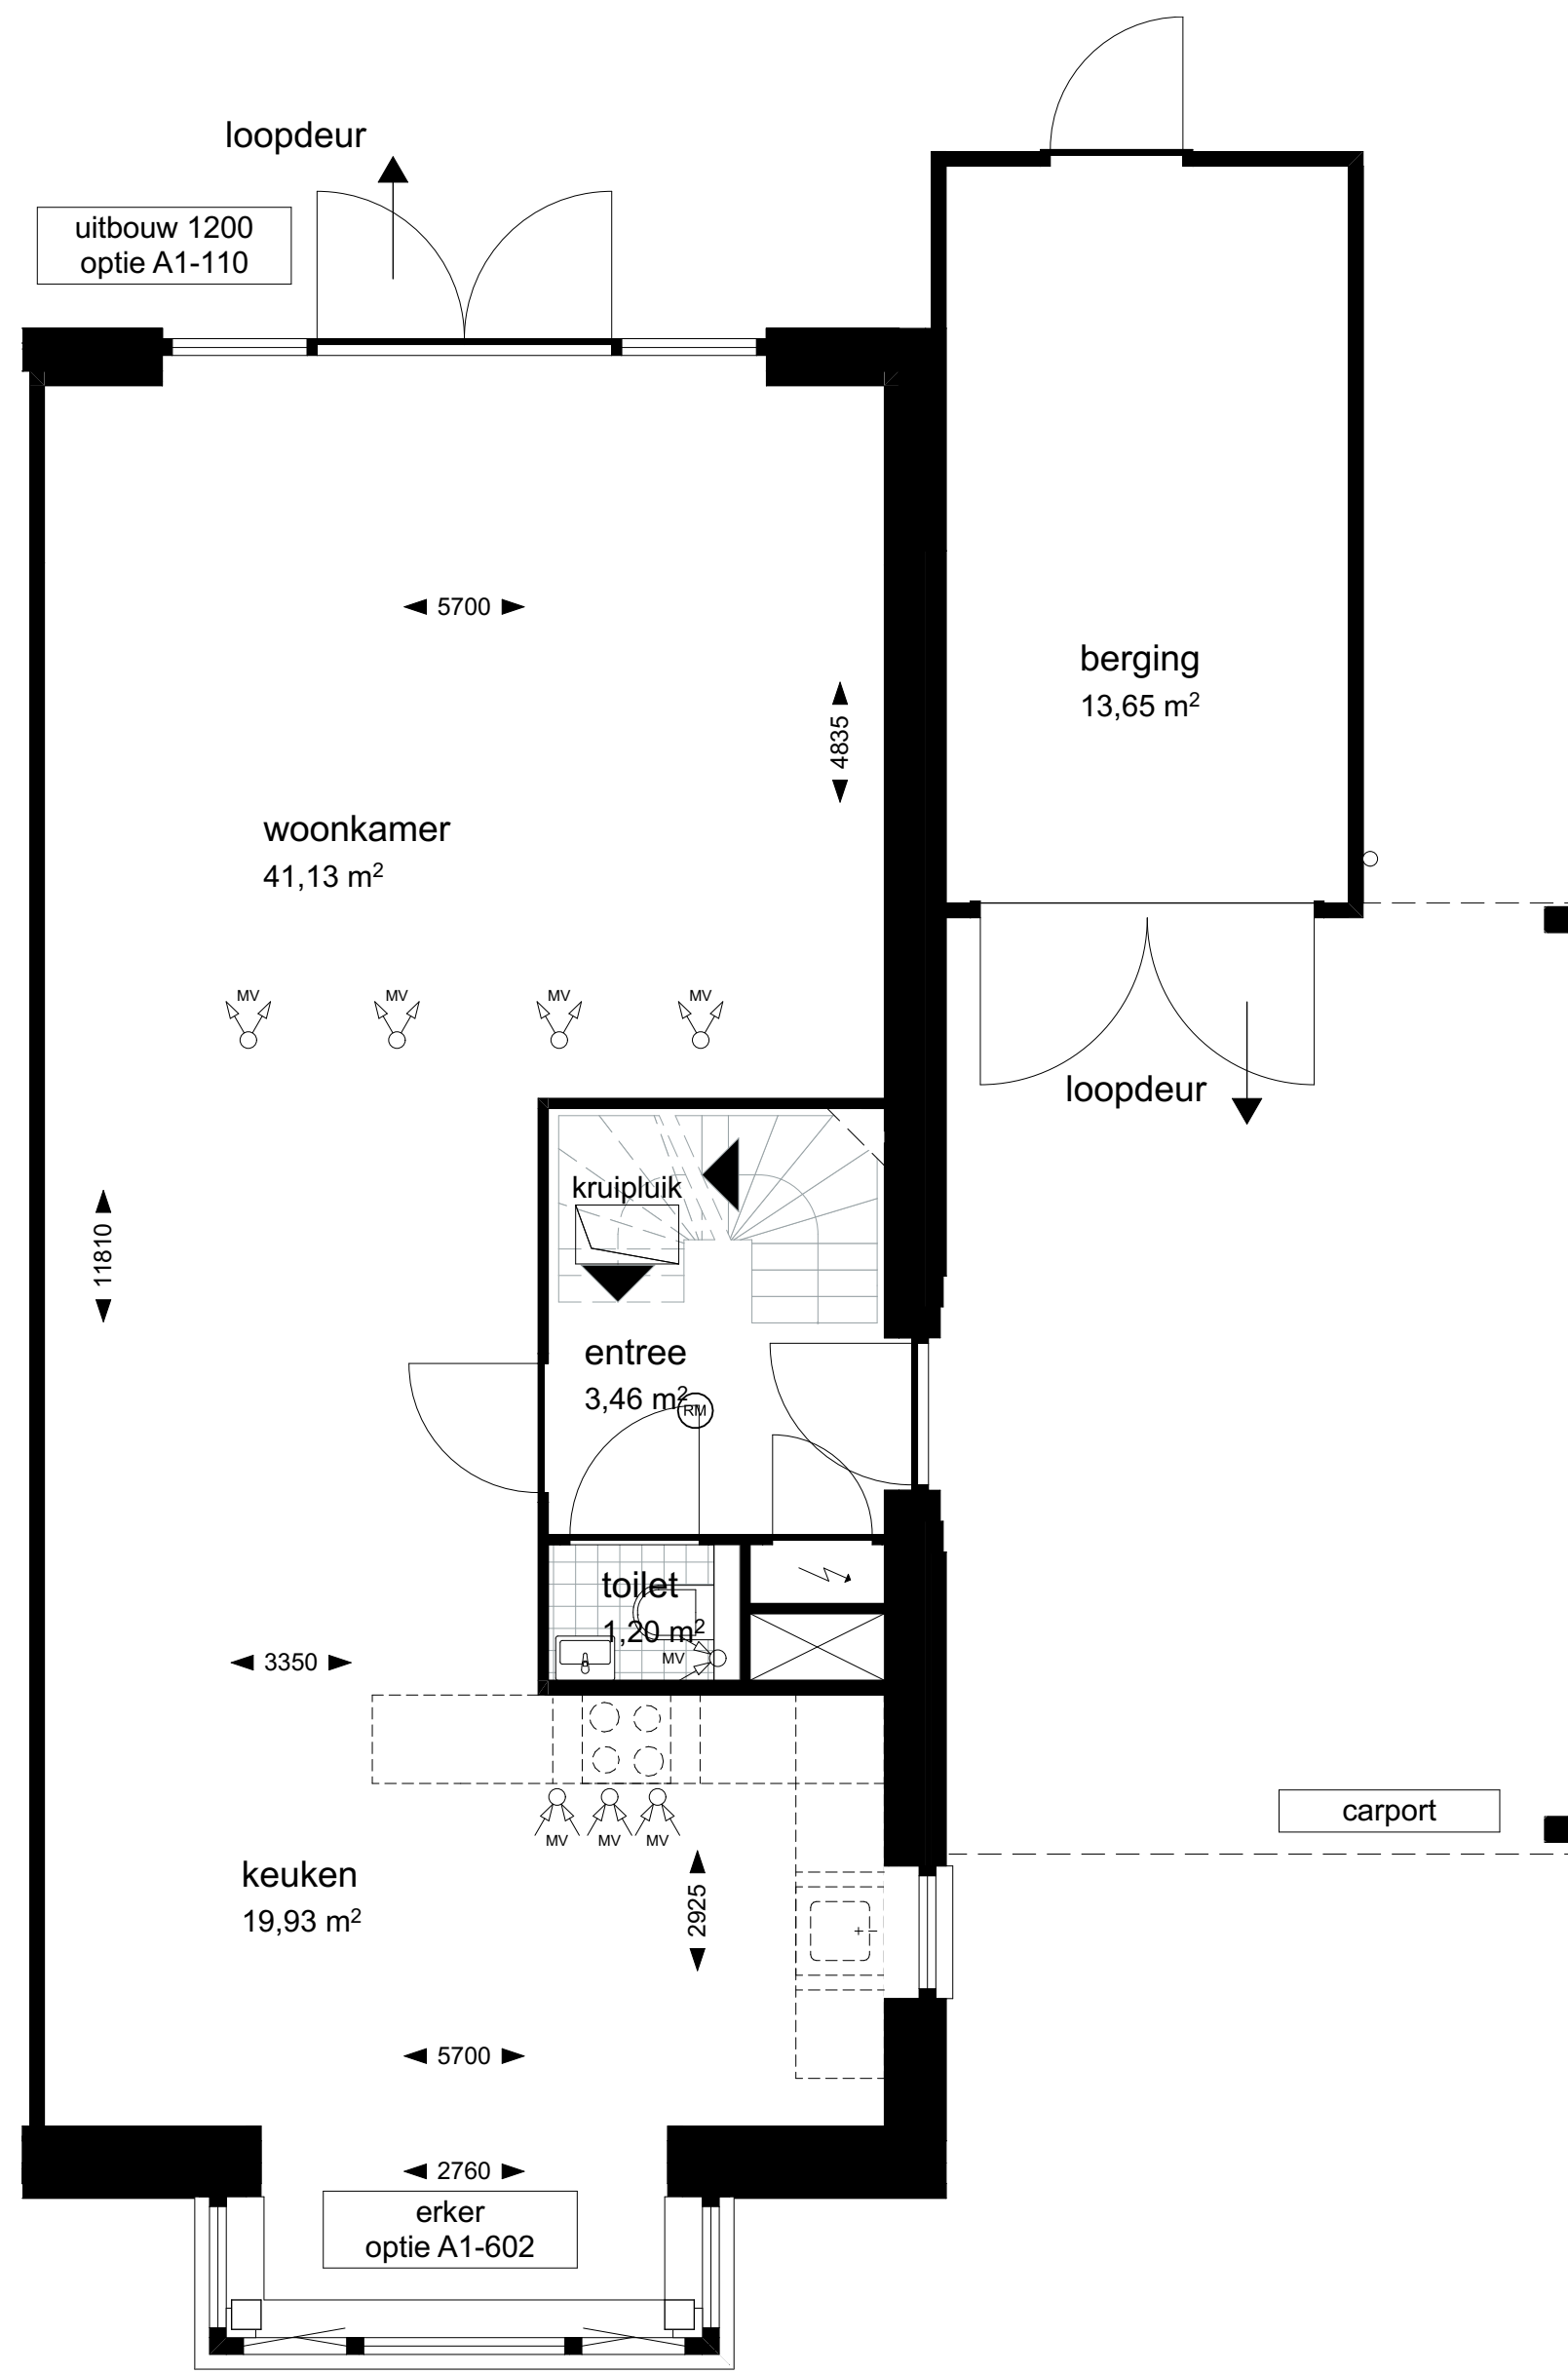 loopdeur
uitbouw 1200
optie A1-110
5700
berging
13,65 m²
4835
woonkamer
41,13 m²
MV
MV
MV
MV
loopdeur
kruipluik
11810
entree
3,46 m²
RM
toilet
1,20 m²
MV
3350
carport
MV
MV
MV
keuken
19,93 m²
2925
5700
2760
erker
optie A1-602